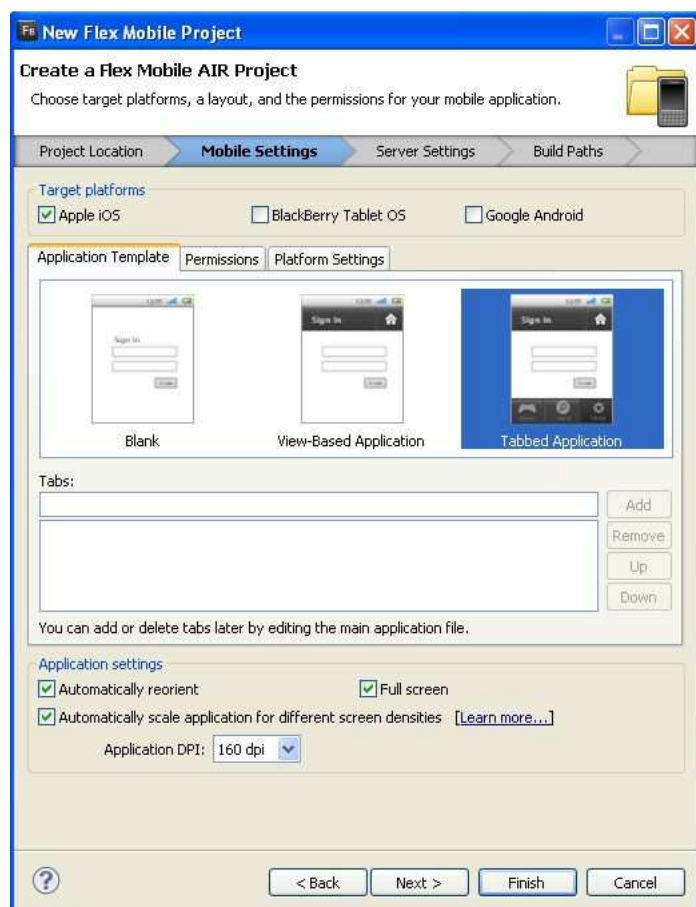 FB New Flex Mobile Project
Create a Flex Mobile AIR Project
Choose target platforms, a layout, and the permissions for your mobile application.
Project Location Mobile Settings Server Settings Build Paths
Target platforms
Apple iOS BlackBerry Tablet OS Google Android
Application Template Permissions Platform Settings
Sign In Sign In Sign In
Blank View-Based Application Tabbed Application
Tabs:
Add
Remove
Up
Down
You can add or delete tabs later by editing the main application file.
Application settings
Automatically reorient Full screen
Automatically scale application for different screen densities [Learn more...]
Application DPI: 160 dpi
? < Back Next > Finish Cancel